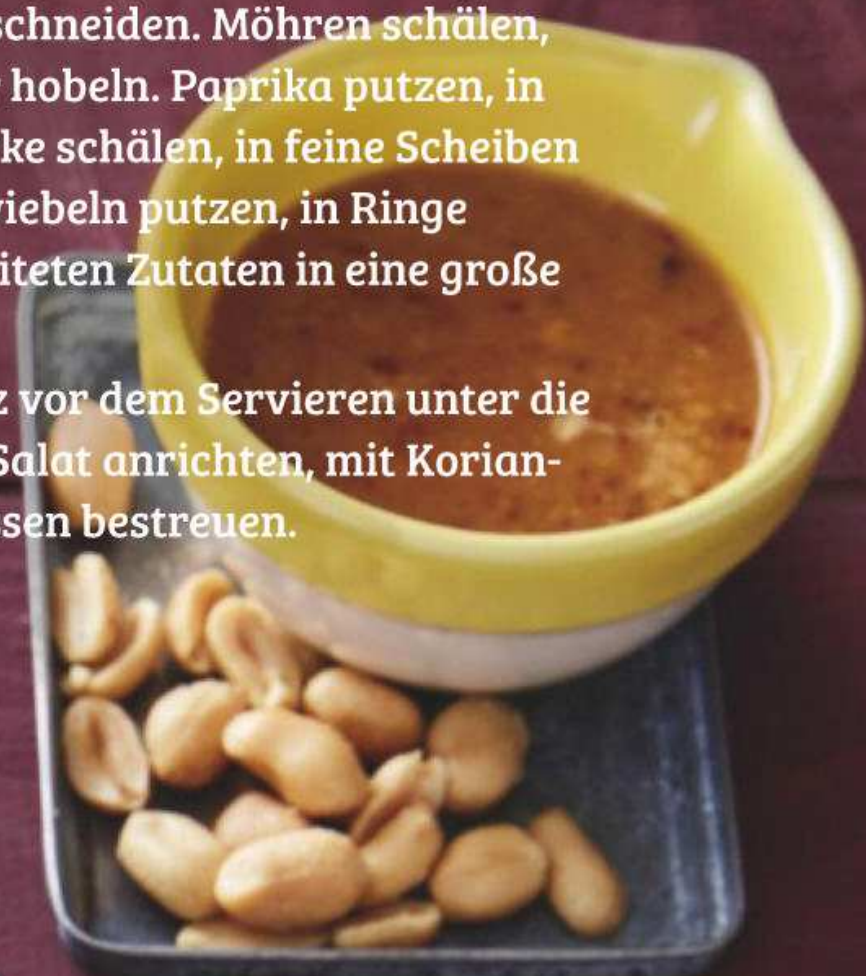 schneiden. Möhren schälen,
hobeln. Paprika putzen, in
ke schälen, in feine Scheiben
iebeln putzen, in Ringe
iteten Zutaten in eine große
z vor dem Servieren unter die
Salat anrichten, mit Korian-
ssen bestreuen.